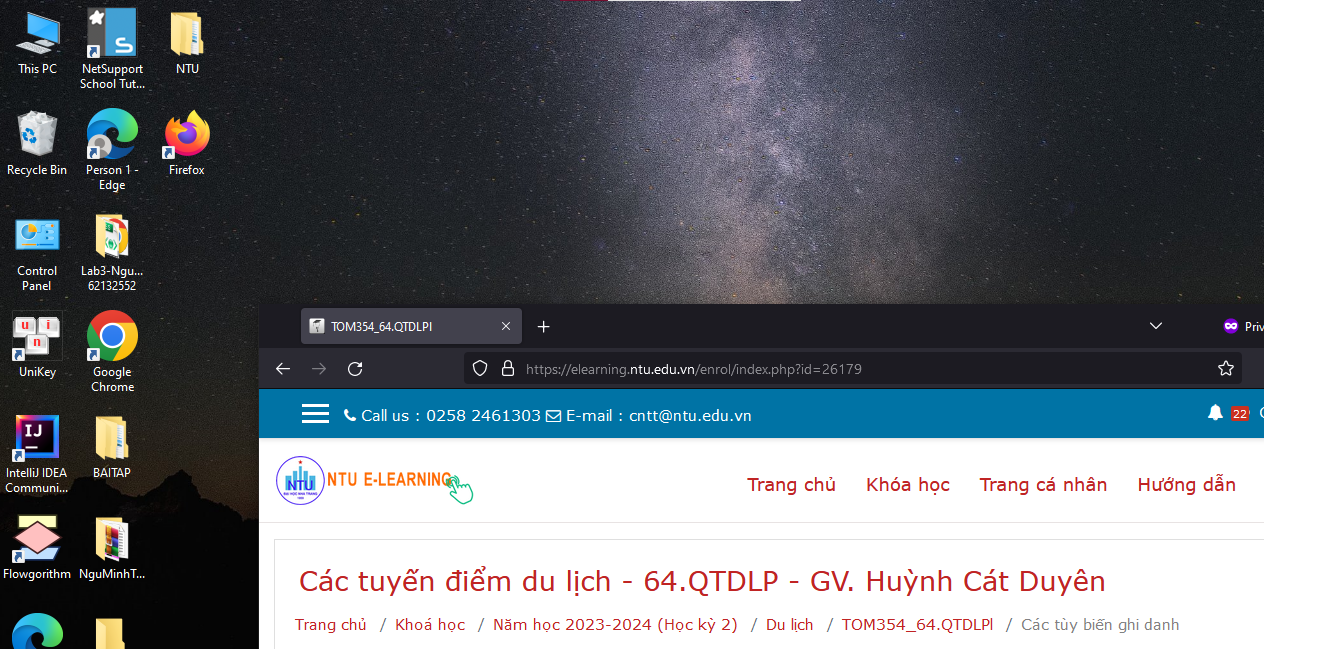 This PC
NetSupport
School Tut...
NTU
Recycle Bin
Person 1 -
Edge
Firefox
Control
Panel
Lab3-Ngu...
62132552
UniKey
Google
Chrome
IntelliJ IDEA
Communi...
BAITAP
Flowgorithm
NguMinhT...
TOM354_64.QTDLPl
https://elearning.ntu.edu.vn/enrol/index.php?id=26179
Call us : 0258 2461303 E-mail : cntt@ntu.edu.vn
22
NTU
NTU E-LEARNING
Trang chủ Khóa học Trang cá nhân Hướng dẫn
Các tuyến điểm du lịch - 64.QTDLP - GV. Huỳnh Cát Duyên
Trang chủ / Khoá học / Năm học 2023-2024 (Học kỳ 2) / Du lịch / TOM354_64.QTDLPl / Các tùy biến ghi danh